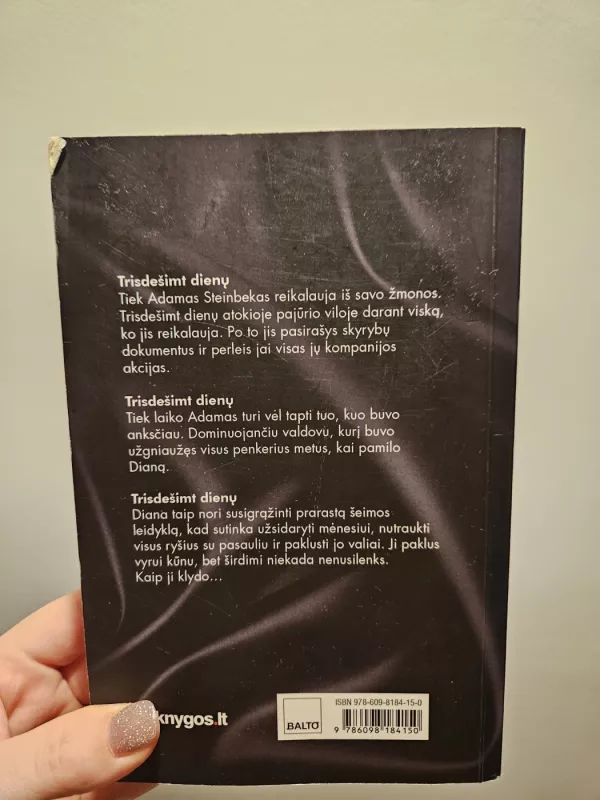 Trisdešimt dienų
Tiek Adamas Steinbekas reikalauja iš savo žmonos.
Trisdešimt dienų atokioje pajūrio viloje darant viską,
ko jis reikalauja. Po to jis pasirašys skyrybų
dokumentus ir perleis jai visas jų kompanijos
akcijas.
Trisdešimt dienų
Tiek laiko Adamas turi vėl tapti tuo, kuo buvo
anksčiau. Dominuojančiu valdovu, kurį buvo
užgniaužęs visus penkerius metus, kai pamilo
Dianą.
Trisdešimt dienų
Diana taip nori susigrąžinti prarastą šeimos
leidyklą, kad sutinka užsidaryti mėnesiui, nutraukti
visus ryšius su pasauliu ir paklusti jo valiai. Ji paklus
vyrui kūnu, bet širdimi niekada nenusilenks.
Kaip ji klydo...
knygos.lt
BALTO
ISBN 978-609-8184-15-0
9 786098 184150